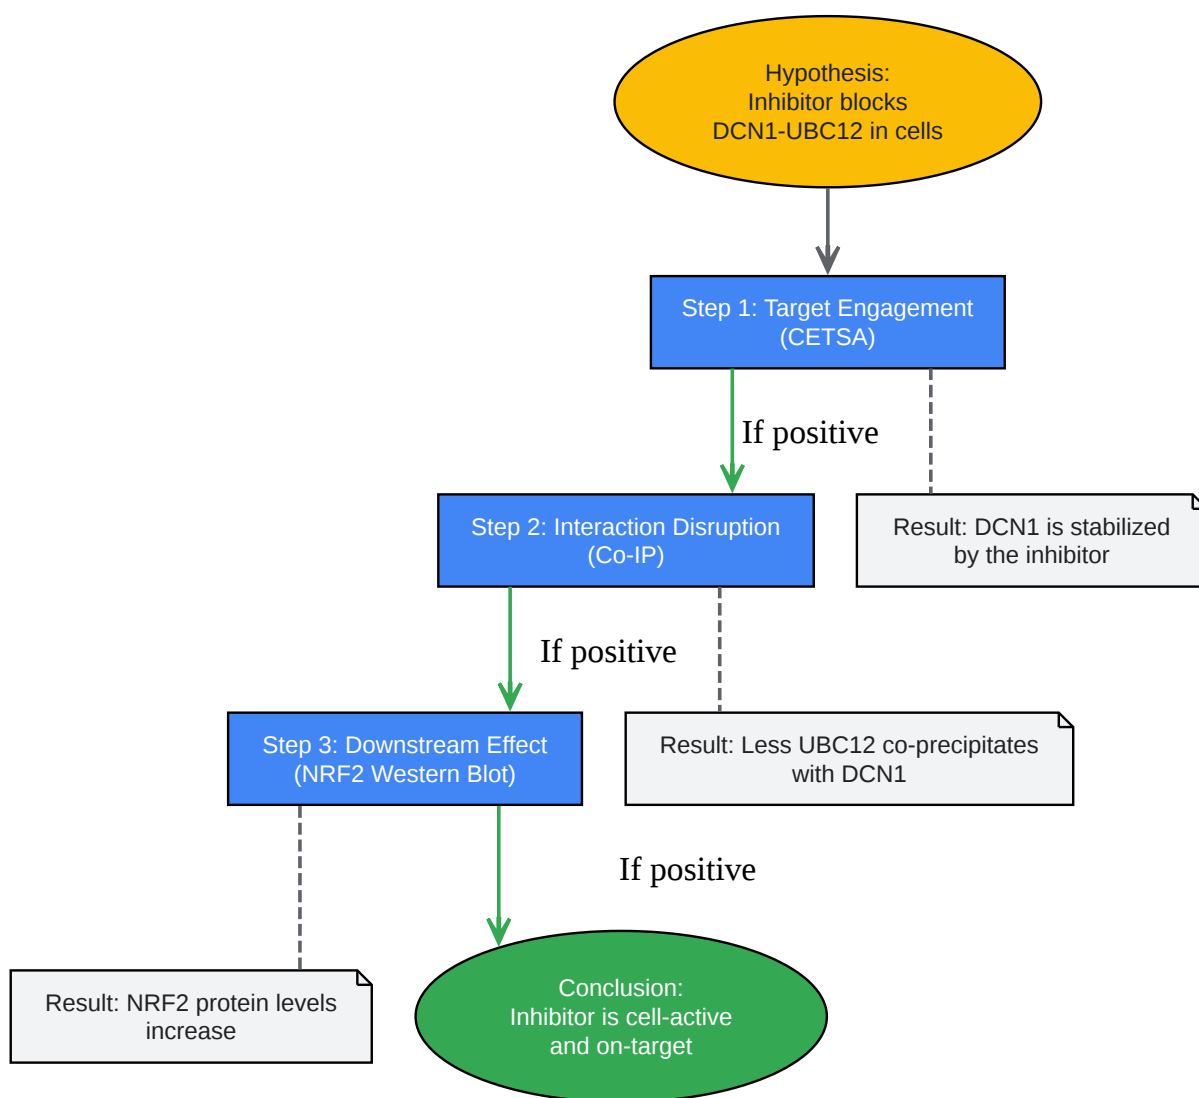 Hypothesis:
Inhibitor blocks
DCN1-UBC12 in cells
Step 1: Target Engagement
(CETSA)
If positive
Step 2: Interaction Disruption
(Co-IP)
Result: DCN1 is stabilized
by the inhibitor
If positive
Step 3: Downstream Effect
(NRF2 Western Blot)
Result: Less UBC12 co-precipitates
with DCN1
If positive
Result: NRF2 protein levels
increase
Conclusion:
Inhibitor is cell-active
and on-target